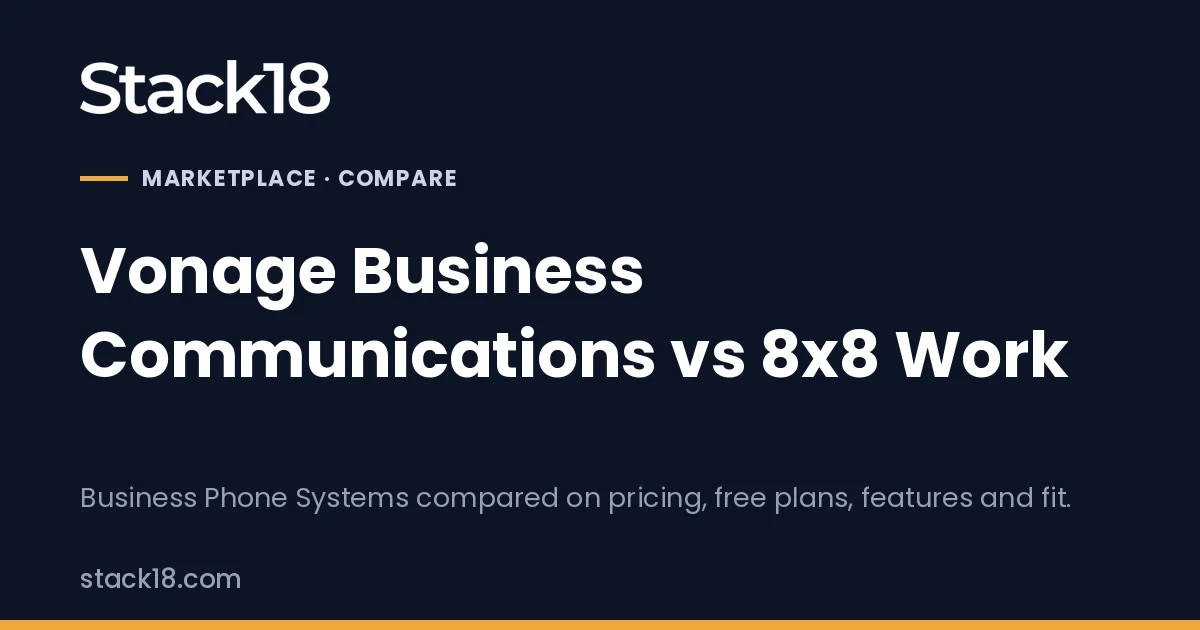 Stack18
MARKETPLACE · COMPARE
Vonage Business
Communications vs 8x8 Work
Business Phone Systems compared on pricing, free plans, features and fit.
stack18.com